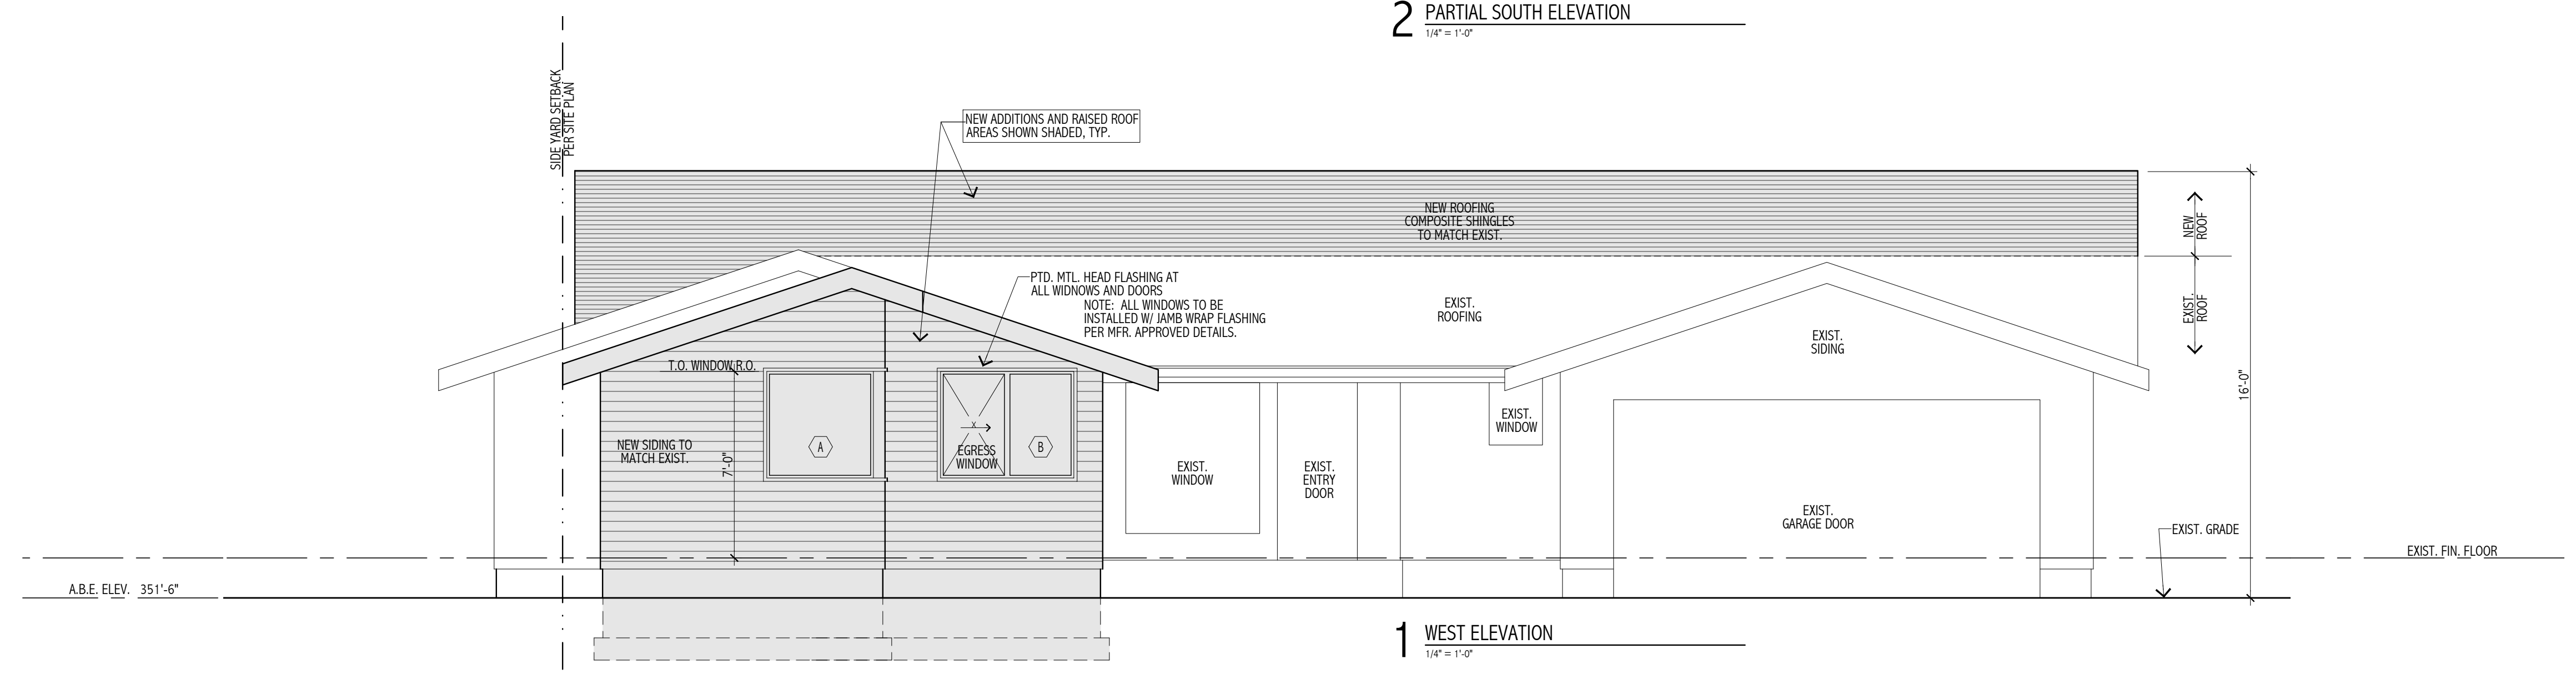 2 PARTIAL SOUTH ELEVATION
1/4" = 1'-0"
SIDE YARD SETBACK
PER SITE PLAN
NEW ADDITIONS AND RAISED ROOF
AREAS SHOWN SHADED, TYP.
NEW ROOFING
COMPOSITE SHINGLES
TO MATCH EXIST.
NEW
ROOF
PTD. MTL. HEAD FLASHING AT
ALL WIDNOWS AND DOORS
NOTE: ALL WINDOWS TO BE
INSTALLED W/ JAMB WRAP FLASHING
PER MFR. APPROVED DETAILS.
EXIST.
ROOFING
EXIST.
SIDING
EXIST.
ROOF
16'-0"
T.O. WINDOW R.O.
NEW SIDING TO
MATCH EXIST.
7'-0"
A
X
EGRESS
WINDOW
B
EXIST.
WINDOW
EXIST.
ENTRY
DOOR
EXIST.
WINDOW
EXIST.
GARAGE DOOR
EXIST. GRADE
EXIST. FIN. FLOOR
A.B.E. ELEV. 351'-6"
1 WEST ELEVATION
1/4" = 1'-0"